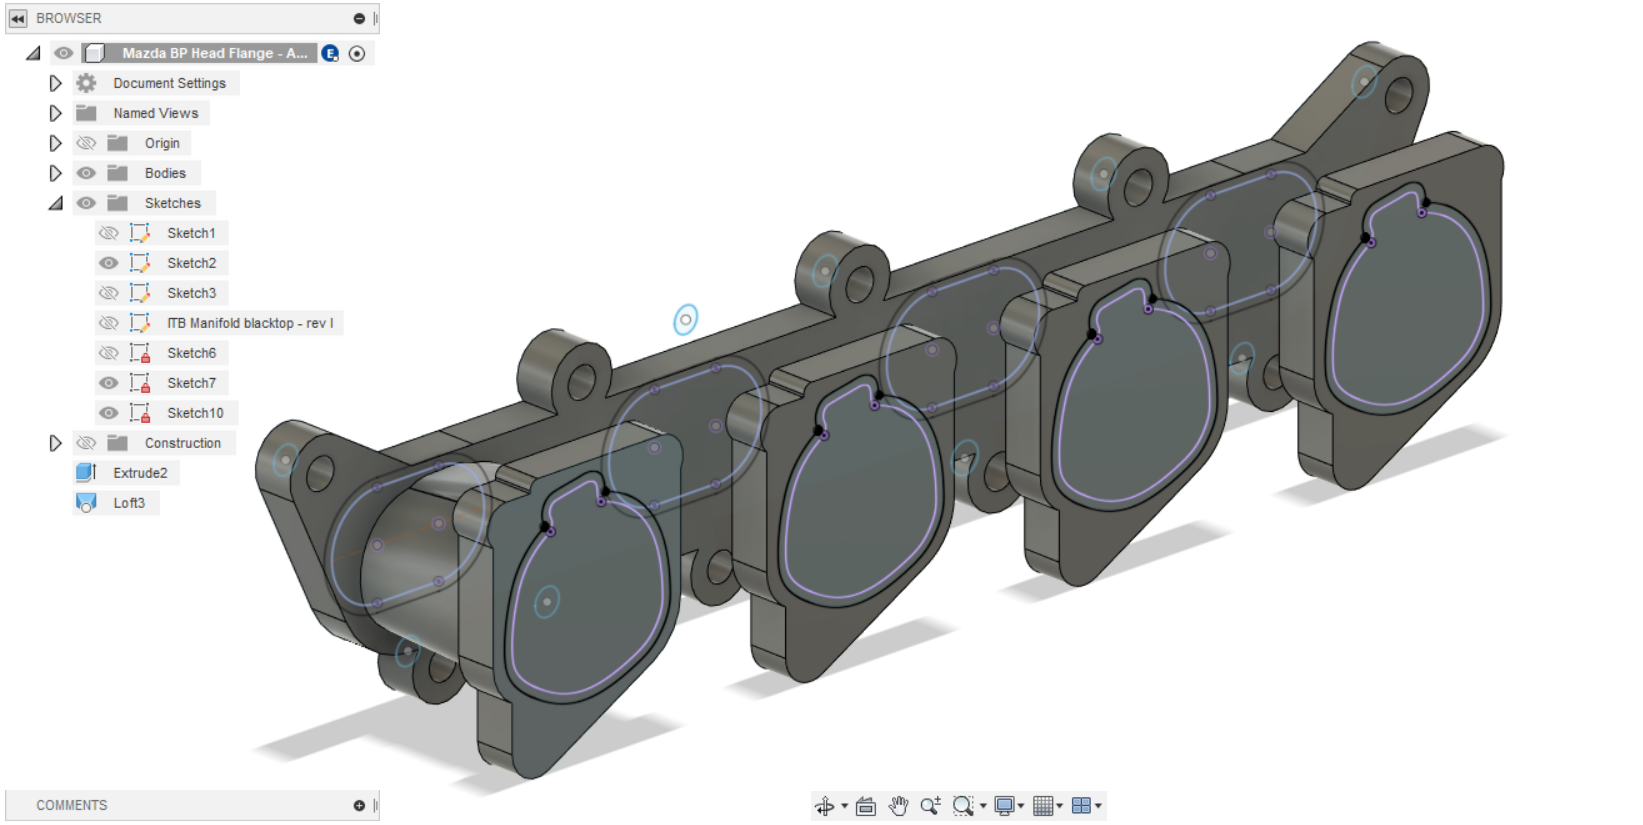 BROWSER
Mazda BP Head Flange - A...
E
Document Settings
Named Views
Origin
Bodies
Sketches
Sketch1
Sketch2
Sketch3
ITB Manifold blacktop - rev I
Sketch6
Sketch7
Sketch10
Construction
Extrude2
Loft3
COMMENTS